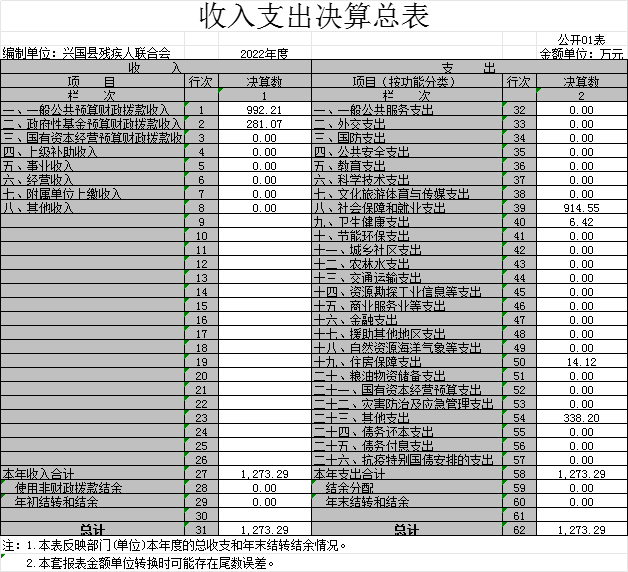 收入支出决算总表
公开01表
编制单位：兴国县残疾人联合会 2022年度 金额单位：万元
收 入 支 出
项 目 行次 决算数 项目（按功能分类） 行次 决算数
栏 次 1 栏 次 2
一、一般公共预算财政拨款收入 1 992.21 一、一般公共服务支出 32 0.00
二、政府性基金预算财政拨款收入 2 281.07 二、外交支出 33 0.00
三、国有资本经营预算财政拨款收 3 0.00 三、国防支出 34 0.00
四、上级补助收入 4 0.00 四、公共安全支出 35 0.00
五、事业收入 5 0.00 五、教育支出 36 0.00
六、经营收入 6 0.00 六、科学技术支出 37 0.00
七、附属单位上缴收入 7 0.00 七、文化旅游体育与传媒支出 38 0.00
八、其他收入 8 0.00 八、社会保障和就业支出 39 914.55
9 九、卫生健康支出 40 6.42
10 十、节能环保支出 41 0.00
11 十一、城乡社区支出 42 0.00
12 十二、农林水支出 43 0.00
13 十三、交通运输支出 44 0.00
14 十四、资源勘探工业信息等支出 45 0.00
15 十五、商业服务业等支出 46 0.00
16 十六、金融支出 47 0.00
17 十七、援助其他地区支出 48 0.00
18 十八、自然资源海洋气象等支出 49 0.00
19 十九、住房保障支出 50 14.12
20 二十、粮油物资储备支出 51 0.00
21 二十一、国有资本经营预算支出 52 0.00
22 二十二、灾害防治及应急管理支出 53 0.00
23 二十三、其他支出 54 338.20
24 二十四、债务还本支出 55 0.00
25 二十五、债务付息支出 56 0.00
26 二十六、抗疫特别国债安排的支出 57 0.00
本年收入合计 27 1,273.29 本年支出合计 58 1,273.29
使用非财政拨款结余 28 0.00 结余分配 59 0.00
年初结转和结余 29 0.00 年末结转和结余 60 0.00
30 61
总计 31 1,273.29 总计 62 1,273.29
注：1.本表反映部门(单位)本年度的总收支和年末结转结余情况。
2.本套报表金额单位转换时可能存在尾数误差。